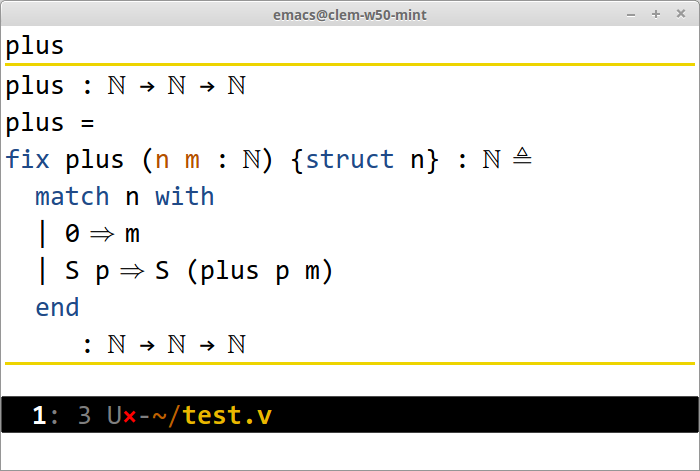 emacs@clem-w50-mint
plus
plus : ℕ → ℕ → ℕ
plus =
fix plus (n m : ℕ) {struct n} : ℕ ≜
  match n with
  | 0 ⇒ m
  | S p ⇒ S (plus p m)
  end
     : ℕ → ℕ → ℕ
1: 3 U×-~/test.v